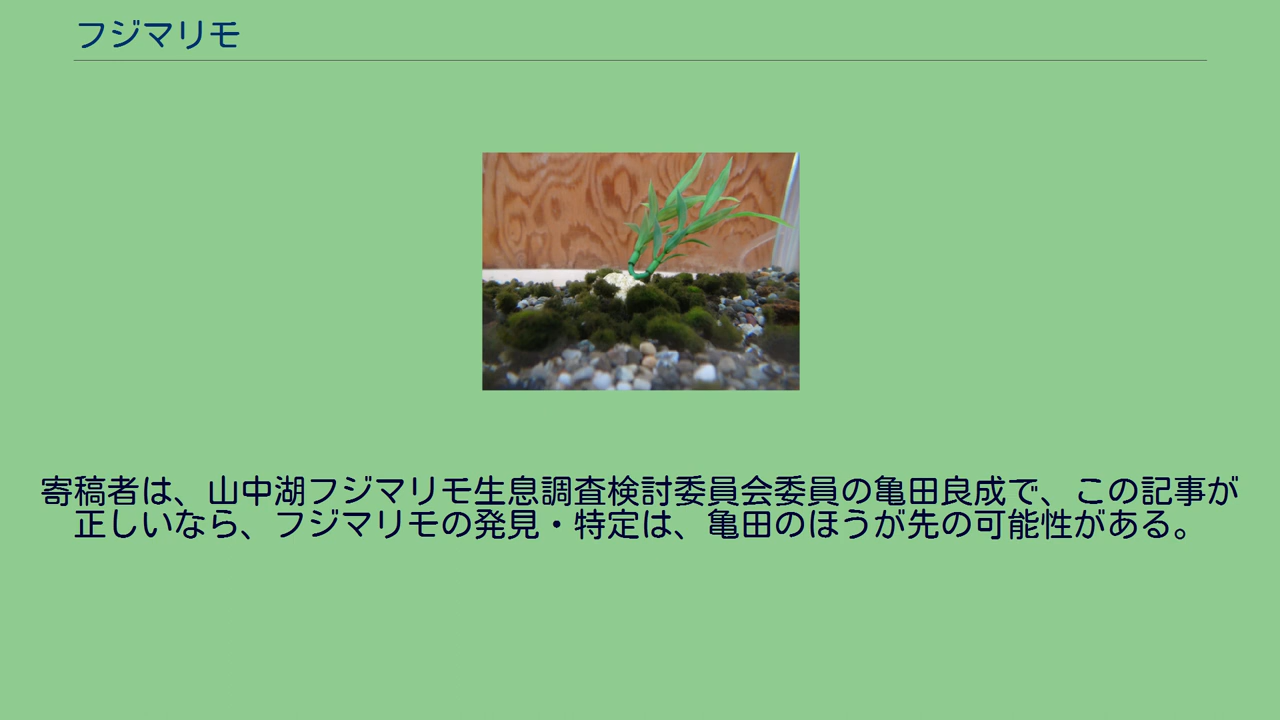 フジマリモ
寄稿者は、山中湖フジマリモ生息調査検討委員会委員の亀田良成で、この記事が
正しいなら、フジマリモの発見・特定は、亀田のほうが先の可能性がある。